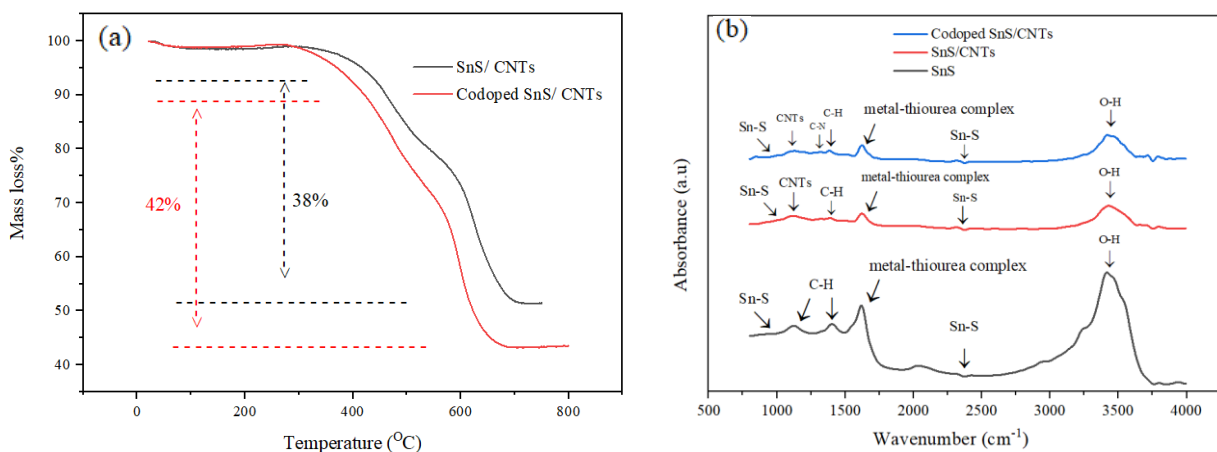 (a)
100
90
80
70
60
50
40
Mass loss%
SnS/ CNTs
Codoped SnS/ CNTs
42%
38%
0
200
400
600
800
Temperature (OC)
(b)
Codoped SnS/CNTs
SnS/CNTs
SnS
Sn-S
CNTs
C-N
C-H
metal-thiourea complex
Sn-S
O-H
Sn-S
CNTs
C-H
metal-thiourea complex
Sn-S
O-H
Sn-S
C-H
metal-thiourea complex
Sn-S
O-H
Absorbance (a.u)
500
1000
1500
2000
2500
3000
3500
4000
Wavenumber (cm-1)